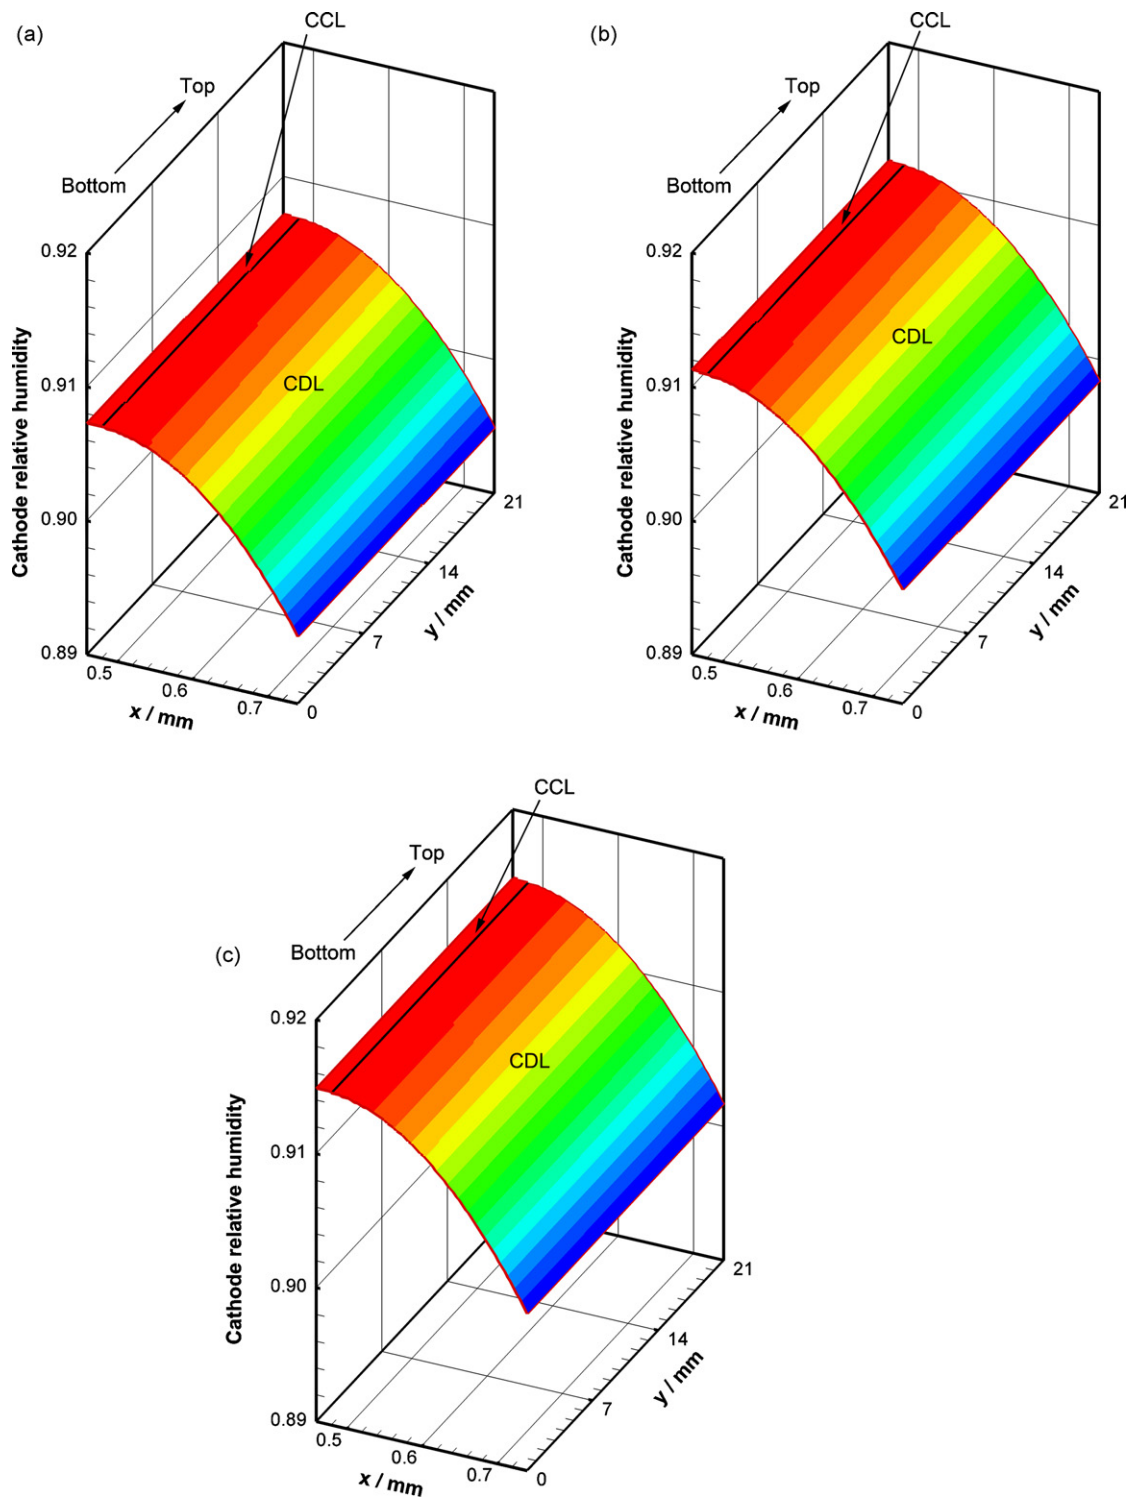 (a)
CCL
Top
Bottom
0.92
0.91
0.90
0.89
Cathode relative humidity
CDL
0.5
0.6
0.7
x / mm
0
7
14
21
y / mm
(b)
CCL
Top
Bottom
0.92
0.91
0.90
0.89
Cathode relative humidity
CDL
0.5
0.6
0.7
x / mm
0
7
14
21
y / mm
(c)
CCL
Top
Bottom
0.92
0.91
0.90
0.89
Cathode relative humidity
CDL
0.5
0.6
0.7
x / mm
0
7
14
21
y / mm